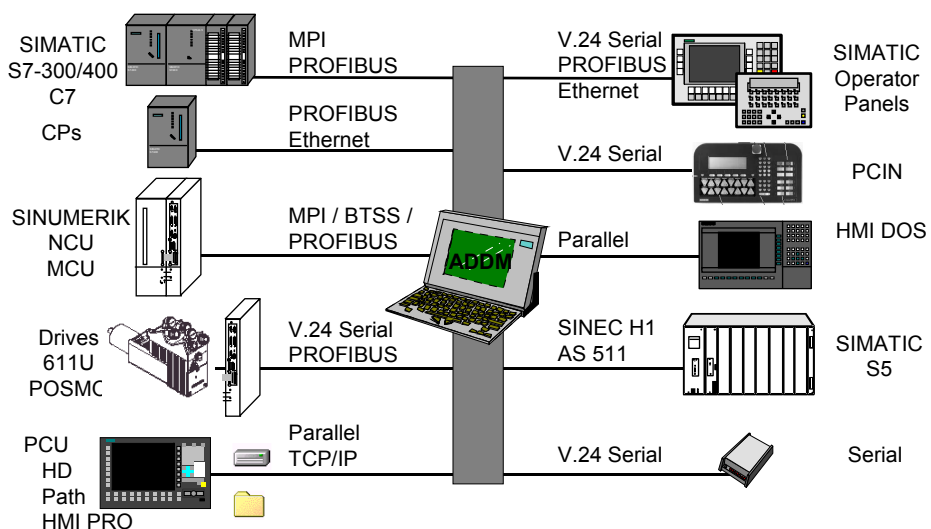 SIMATIC
S7-300/400
C7
MPI
PROFIBUS
V.24 Serial
PROFIBUS
Ethernet
SIMATIC
Operator
Panels
CPs
PROFIBUS
Ethernet
V.24 Serial
PCIN
SINUMERIK
NCU
MCU
MPI / BTSS /
PROFIBUS
ADDM
Parallel
HMI DOS
Drives
611U
POSMO
V.24 Serial
PROFIBUS
SINEC H1
AS 511
SIMATIC
S5
PCU
HD
Path
HMI PRO
Parallel
TCP/IP
V.24 Serial
Serial